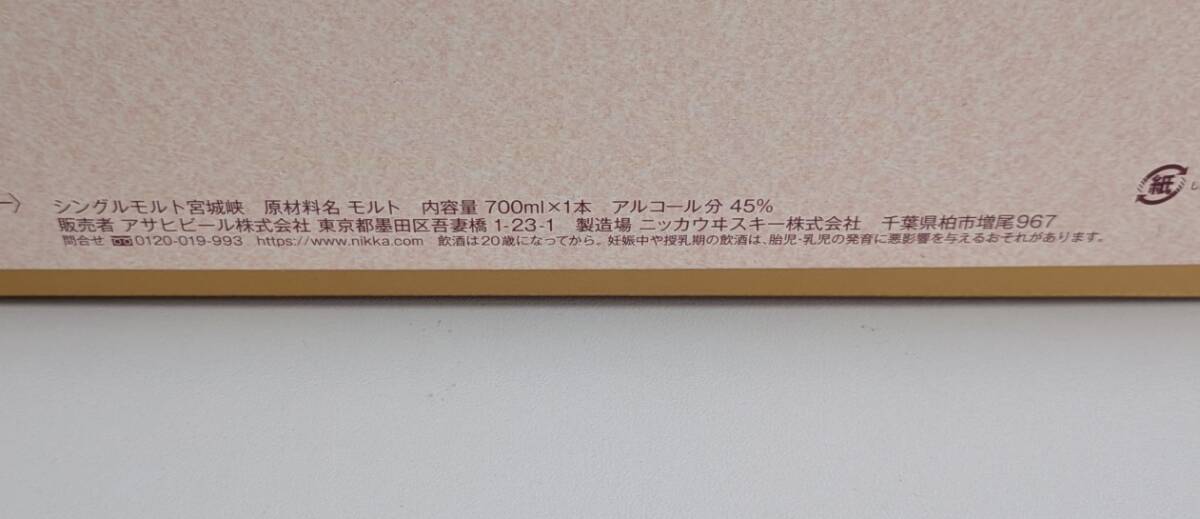 シングルモルト宮城峡 原材料名 モルト 内容量 700ml×1本 アルコール分 45%
販売者 アサヒビール株式会社 東京都墨田区吾妻橋 1-23-1 製造場 ニッカウヰスキー株式会社 千葉県柏市増尾967
問合せ 0120-019-993 https://www.nikka.com 飲酒は20歳になってから。妊娠中や授乳期の飲酒は、胎児・乳児の発育に悪影響を与えるおそれがあります。
紙